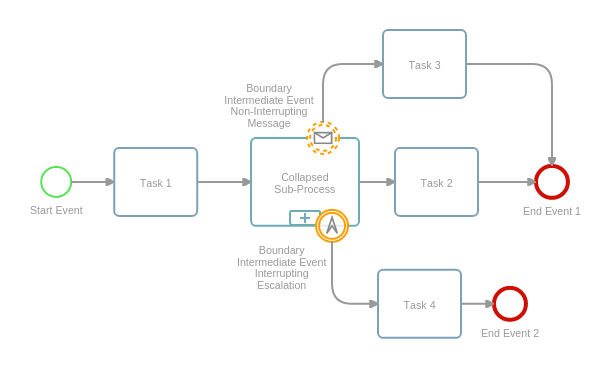 Task 3
Boundary
Intermediate Event
Non-Interrupting
Message
Start Event
Task 1
Collapsed
Sub-Process
Task 2
End Event 1
Boundary
Intermediate Event
Interrupting
Escalation
Task 4
End Event 2